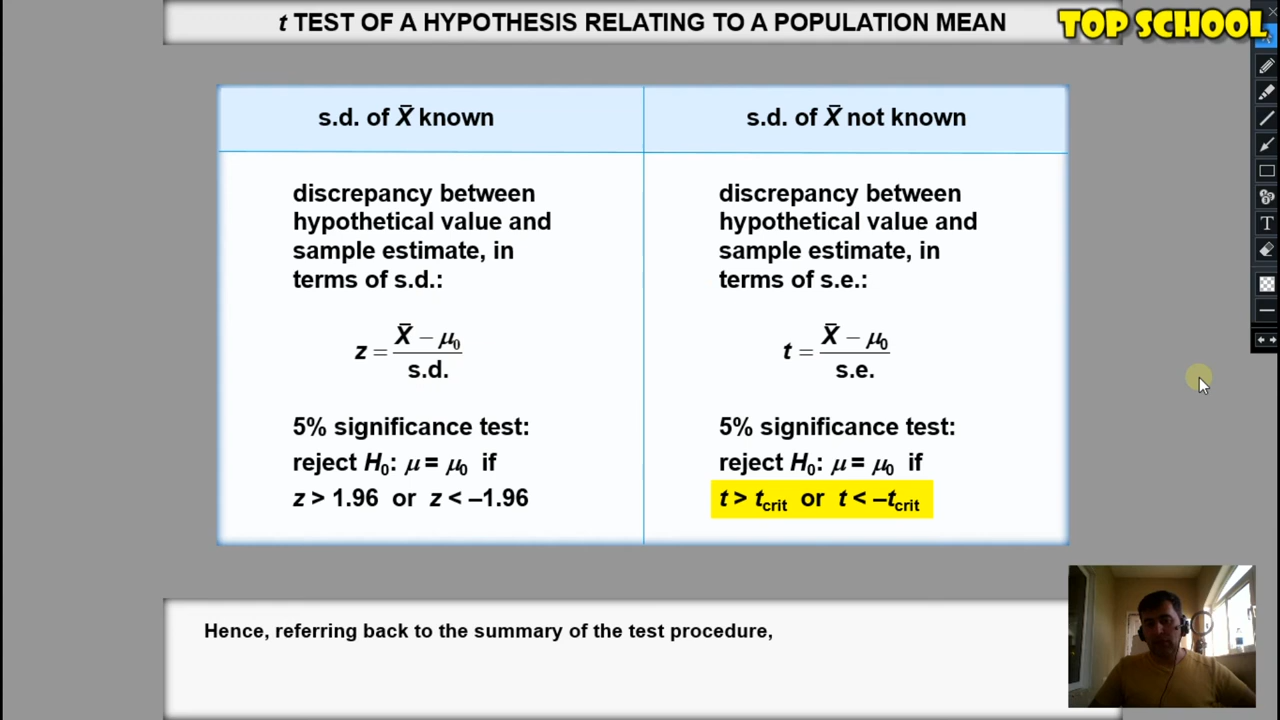 t TEST OF A HYPOTHESIS RELATING TO A POPULATION MEAN
TOP SCHOOL
s.d. of X̄ known
s.d. of X̄ not known
discrepancy between
hypothetical value and
sample estimate, in
terms of s.d.:
z = (X̄ − μ₀) / s.d.
5% significance test:
reject H₀: μ = μ₀ if
z > 1.96 or z < –1.96
discrepancy between
hypothetical value and
sample estimate, in
terms of s.e.:
t = (X̄ − μ₀) / s.e.
5% significance test:
reject H₀: μ = μ₀ if
t > tcrit or t < –tcrit
Hence, referring back to the summary of the test procedure,
T